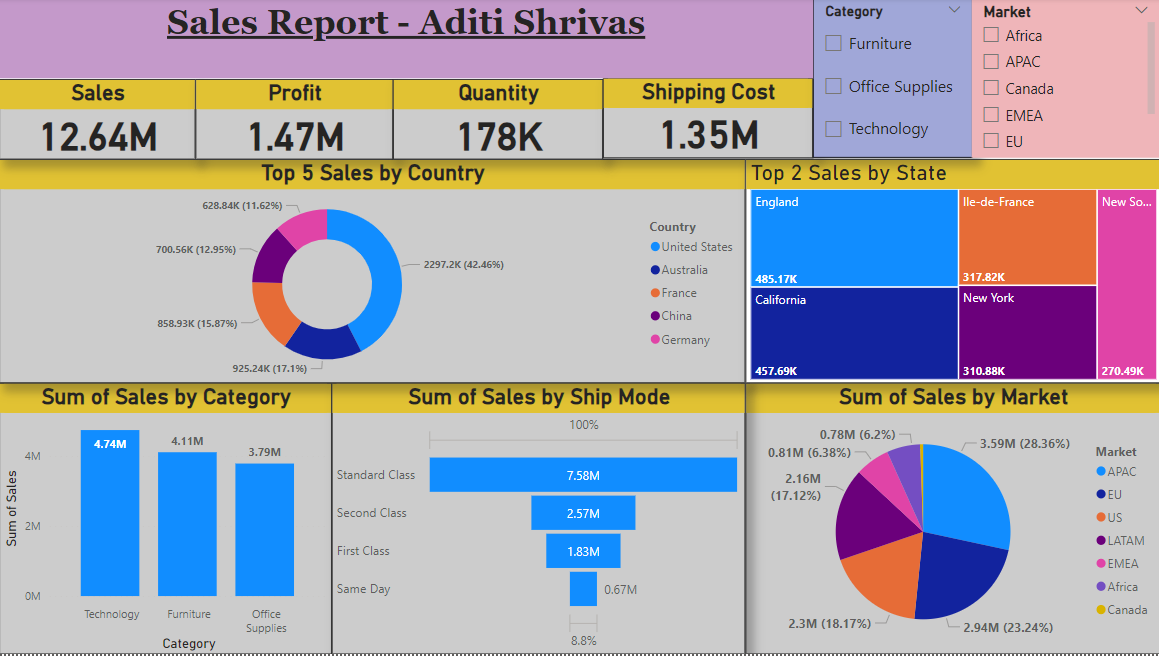 Sales Report - Aditi Shrivas
Category
Furniture
Office Supplies
Technology
Market
Africa
APAC
Canada
EMEA
EU
Sales
12.64M
Profit
1.47M
Quantity
178K
Shipping Cost
1.35M
Top 5 Sales by Country
628.84K (11.62%)
700.56K (12.95%)
858.93K (15.87%)
925.24K (17.1%)
2297.2K (42.46%)
Country
United States
Australia
France
China
Germany
Top 2 Sales by State
England
485.17K
California
457.69K
Ile-de-France
317.82K
New York
310.88K
New So...
270.49K
Sum of Sales by Category
Sum of Sales
4M
2M
0M
4.74M
4.11M
3.79M
Technology
Furniture
Office
Supplies
Category
Sum of Sales by Ship Mode
100%
Standard Class
7.58M
Second Class
2.57M
First Class
1.83M
Same Day
0.67M
8.8%
Sum of Sales by Market
0.78M (6.2%)
0.81M (6.38%)
2.16M
(17.12%)
2.3M (18.17%)
2.94M (23.24%)
3.59M (28.36%)
Market
APAC
EU
US
LATAM
EMEA
Africa
Canada